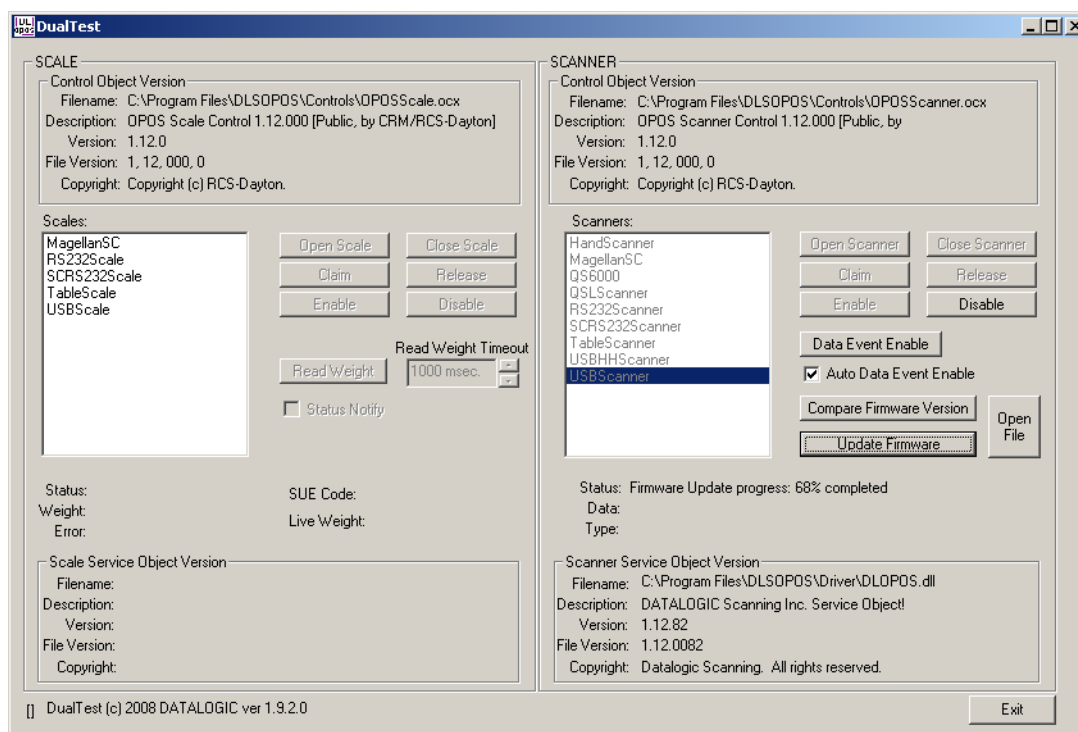 UL
opos
DualTest
SCALE
Control Object Version
Filename: C:\Program Files\DLSOPOS\Controls\OPOSScale.ocx
Description: OPOS Scale Control 1.12.000 [Public, by CRM/RCS-Dayton]
Version: 1.12.0
File Version: 1, 12, 000, 0
Copyright: Copyright (c) RCS-Dayton.
Scales:
MagellanSC
RS232Scale
SCRS232Scale
TableScale
USBScale
Open Scale
Close Scale
Claim
Release
Enable
Disable
Read Weight Timeout
Read Weight
1000 msec.
Status Notify
Status:
Weight:
Error:
SUE Code:
Live Weight:
Scale Service Object Version
Filename:
Description:
Version:
File Version:
Copyright:
SCANNER
Control Object Version
Filename: C:\Program Files\DLSOPOS\Controls\OPOSScanner.ocx
Description: OPOS Scanner Control 1.12.000 [Public, by
Version: 1.12.0
File Version: 1, 12, 000, 0
Copyright: Copyright (c) RCS-Dayton.
Scanners:
HandScanner
MagellanSC
QS6000
QSLScanner
RS232Scanner
SCRS232Scanner
TableScanner
USBHHScanner
USBScanner
Open Scanner
Close Scanner
Claim
Release
Enable
Disable
Data Event Enable
Auto Data Event Enable
Compare Firmware Version
Update Firmware
Open
File
Status: Firmware Update progress: 68% completed
Data:
Type:
Scanner Service Object Version
Filename: C:\Program Files\DLSOPOS\Driver\DLOPOS.dll
Description: DATALOGIC Scanning Inc. Service Object!
Version: 1.12.82
File Version: 1.12.0082
Copyright: Datalogic Scanning. All rights reserved.
[] DualTest (c) 2008 DATALOGIC ver 1.9.2.0
Exit